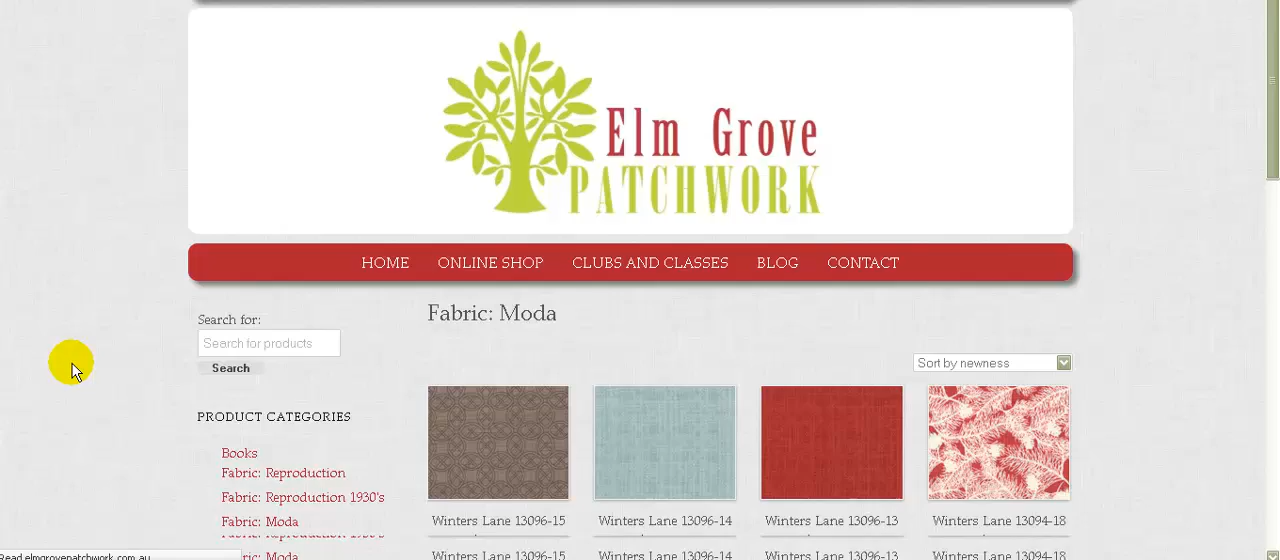 Elm Grove
PATCHWORK
HOME ONLINE SHOP CLUBS AND CLASSES BLOG CONTACT
Search for:
Search for products
Search
PRODUCT CATEGORIES
Books
Fabric: Reproduction
Fabric: Reproduction 1930's
Fabric: Moda
Fabric: Moda
Fabric: Moda
Sort by newness
Winters Lane 13096-15 Winters Lane 13096-14 Winters Lane 13096-13 Winters Lane 13094-18
Winters Lane 13096-15 Winters Lane 13096-14 Winters Lane 13096-13 Winters Lane 13094-18
Read elmgrovepatchwork.com.au